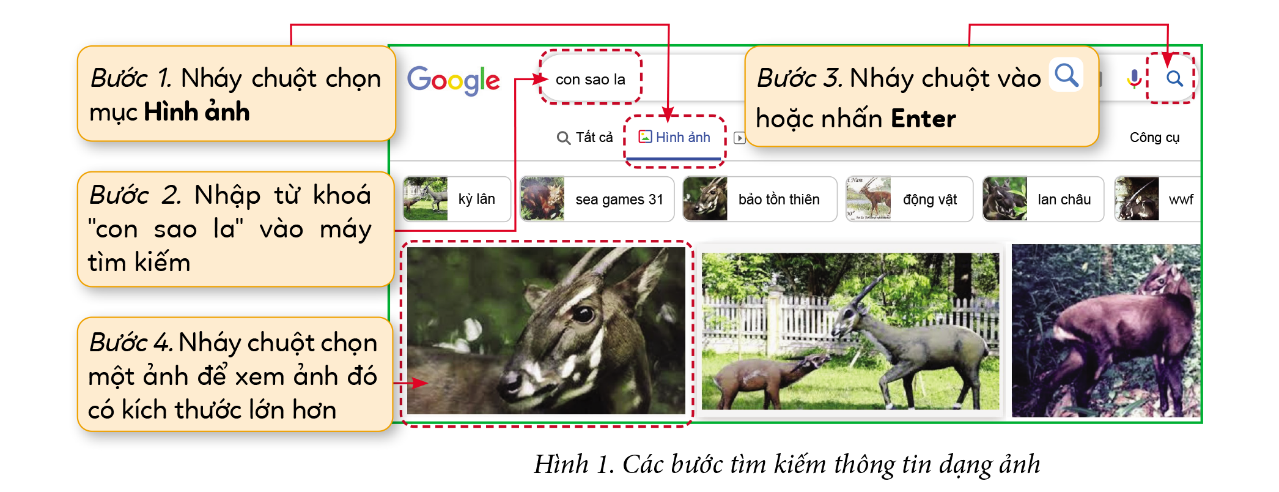 Bước 1. Nháy chuột chọn
mục Hình ảnh
Bước 2. Nhập từ khoá
"con sao la" vào máy
tìm kiếm
Bước 3. Nháy chuột vào
hoặc nhấn Enter
Bước 4. Nháy chuột chọn
một ảnh để xem ảnh đó
có kích thước lớn hơn
Google
con sao la
Tất cả Hình ảnh Công cụ
kỳ lân sea games 31 bảo tồn thiên động vật lan châu wwf
Hình 1. Các bước tìm kiếm thông tin dạng ảnh